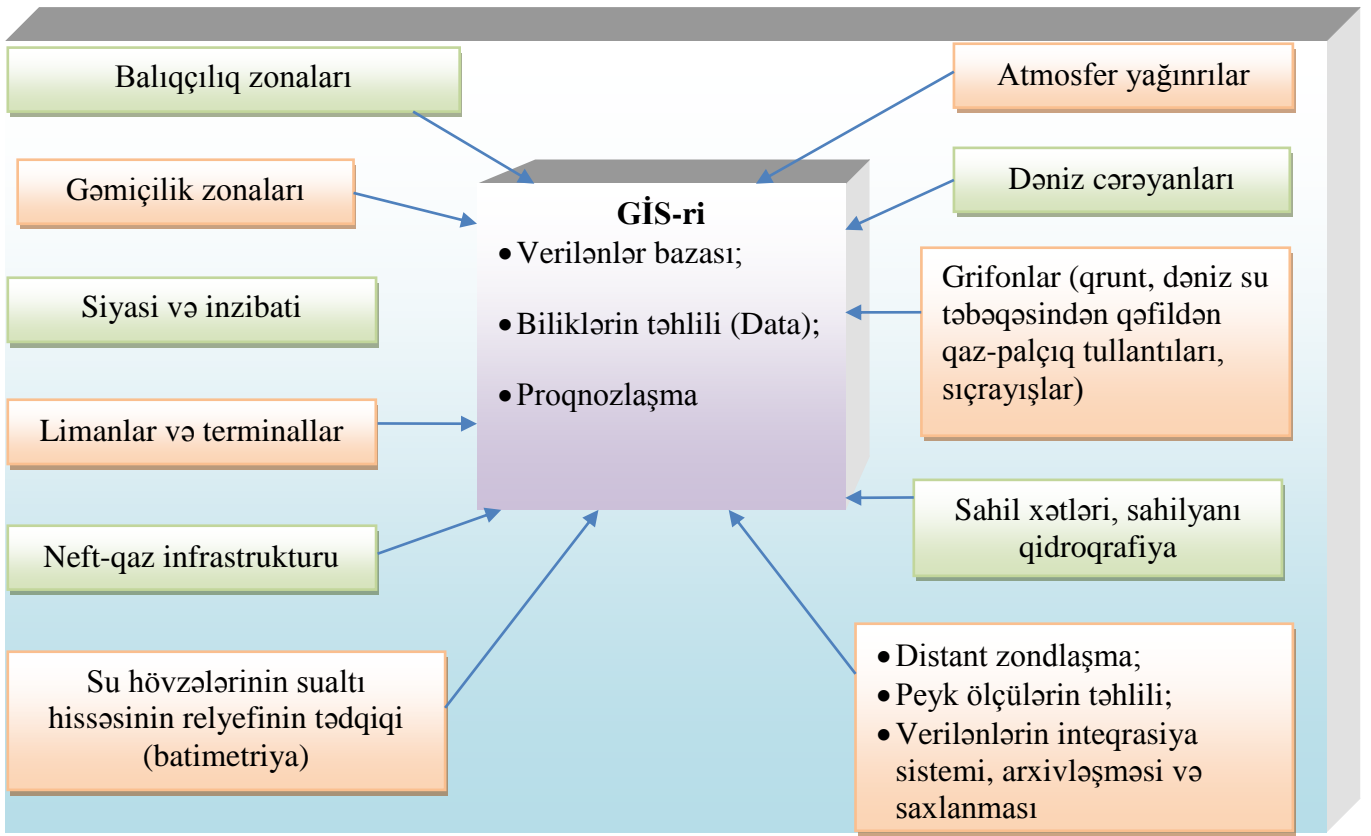 Balıqçılıq zonaları
Gəmiçilik zonaları
Siyasi və inzibati
Limanlar və terminallar
Neft-qaz infrastrukturu
Su hövzələrinin sualtı
hissəsinin relyefinin tədqiqi
(batimetriya)
GİS-ri
• Verilənlər bazası;
• Biliklərin təhlili (Data);
• Proqnozlaşma
Atmosfer yağınrılar
Dəniz cərəyanları
Grifonlar (qrunt, dəniz su
təbəqəsindən qəfildən
qaz-palçıq tullantıları,
sıçrayışlar)
Sahil xətləri, sahilyanı
qidroqrafiya
• Distant zondlaşma;
• Peyk ölçülərin təhlili;
• Verilənlərin inteqrasiya
sistemi, arxivləşməsi və
saxlanması